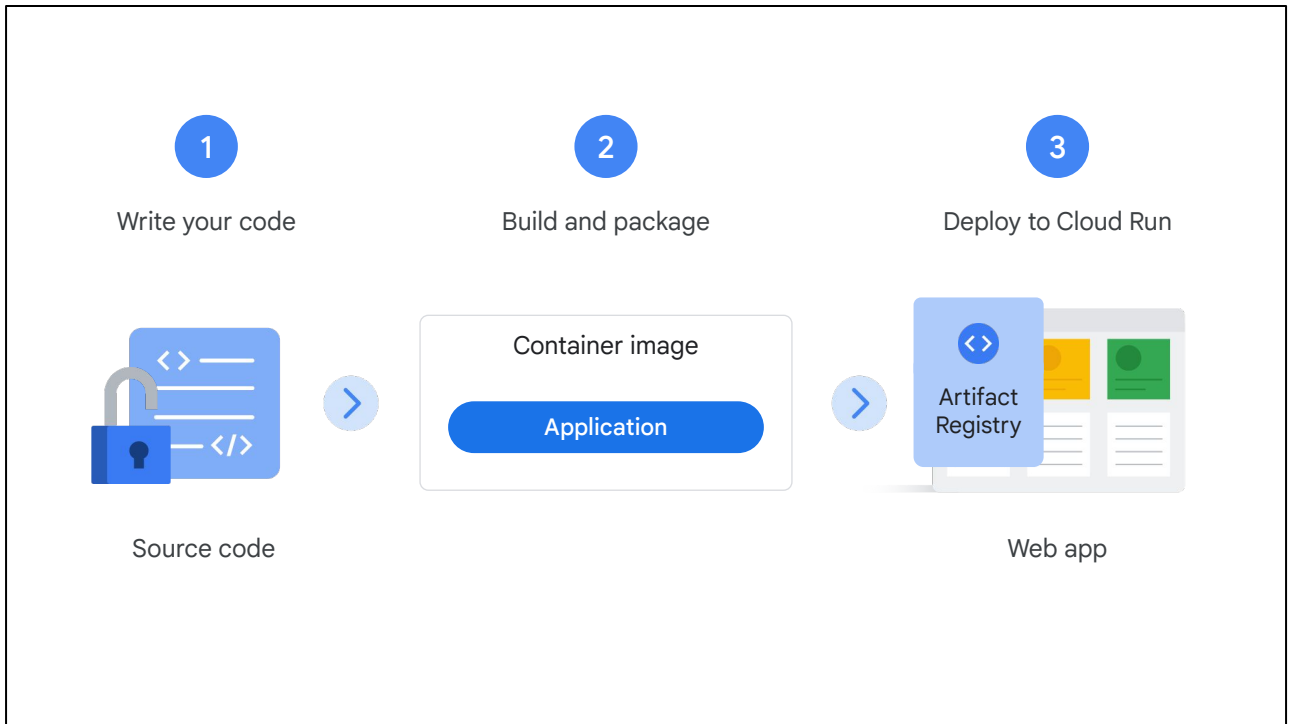 1
Write your code
2
Build and package
3
Deploy to Cloud Run
< >
</>
Source code
Container image
Application
< >
Artifact
Registry
Web app